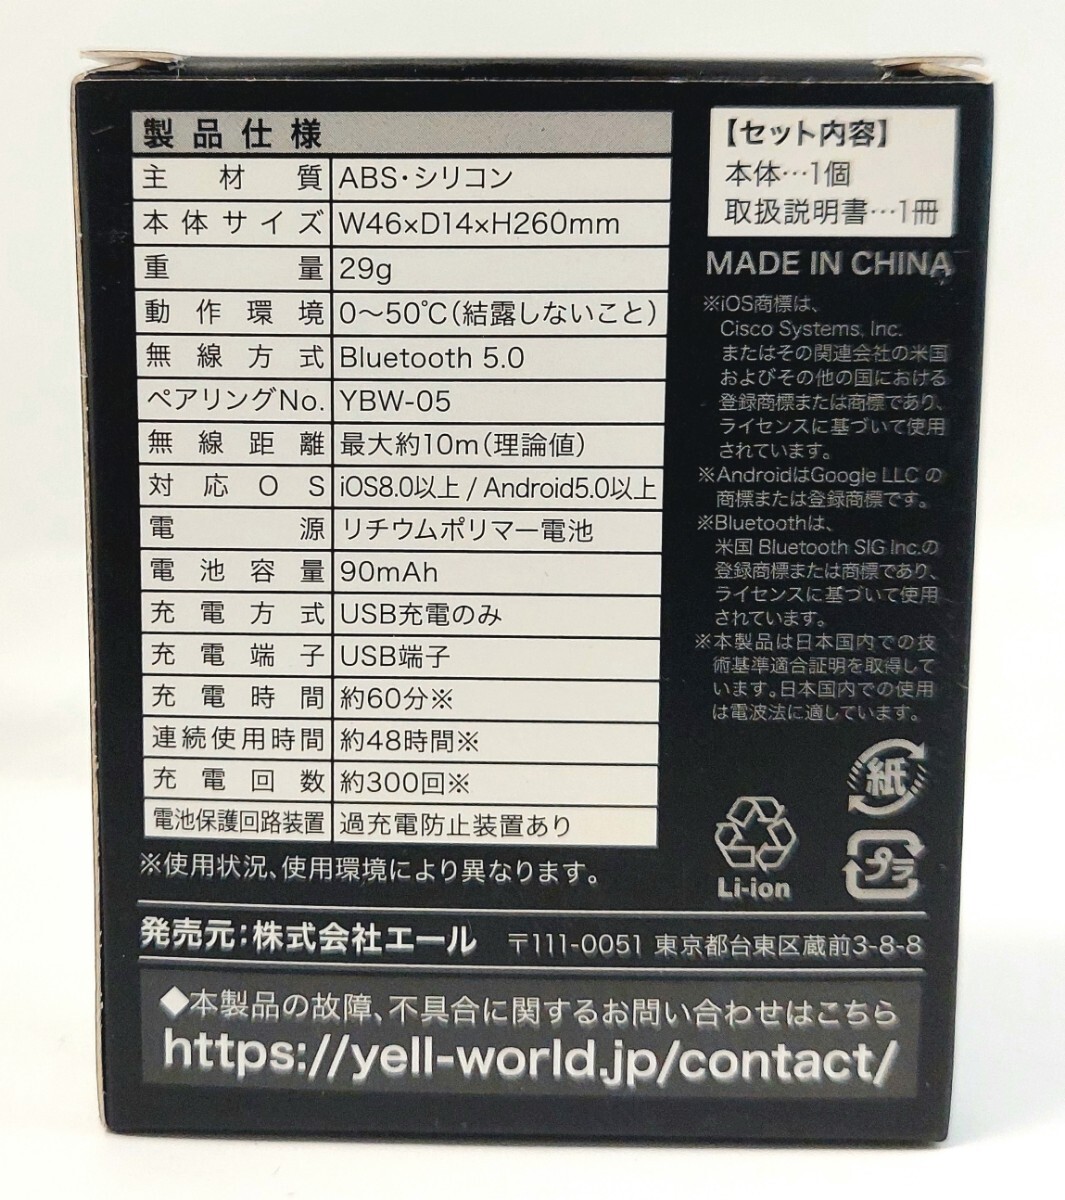 製品仕様
主材質 ABS・シリコン
本体サイズ W46×D14×H260mm
重量 29g
動作環境 0〜50℃(結露しないこと)
無線方式 Bluetooth 5.0
ペアリングNo. YBW-05
無線距離 最大約10m(理論値)
対応OS iOS8.0以上 / Android5.0以上
電源 リチウムポリマー電池
電池容量 90mAh
充電方式 USB充電のみ
充電端子 USB端子
充電時間 約60分※
連続使用時間 約48時間※
充電回数 約300回※
電池保護回路装置 過充電防止装置あり
※使用状況、使用環境により異なります。
【セット内容】
本体…1個
取扱説明書…1冊
MADE IN CHINA
※iOS商標は、
Cisco Systems, Inc.
またはその関連会社の米国
およびその他の国における
登録商標または商標であり、
ライセンスに基づいて使用
されています。
※AndroidはGoogle LLC の
商標または登録商標です。
※Bluetoothは、
米国 Bluetooth SIG Inc.の
登録商標または商標であり、
ライセンスに基づいて使用
されています。
※本製品は日本国内での技
術基準適合証明を取得して
います。日本国内での使用
は電波法に適しています。
紙
Li-ion
プラ
発売元:株式会社エール 〒111-0051 東京都台東区蔵前3-8-8
◆本製品の故障、不具合に関するお問い合わせはこちら
https://yell-world.jp/contact/